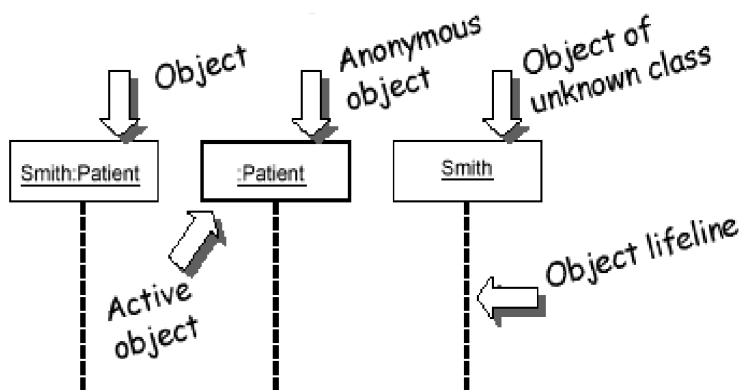 Object
Anonymous
object
Object of
unknown class
Smith:Patient
:Patient
Smith
Active
object
Object lifeline